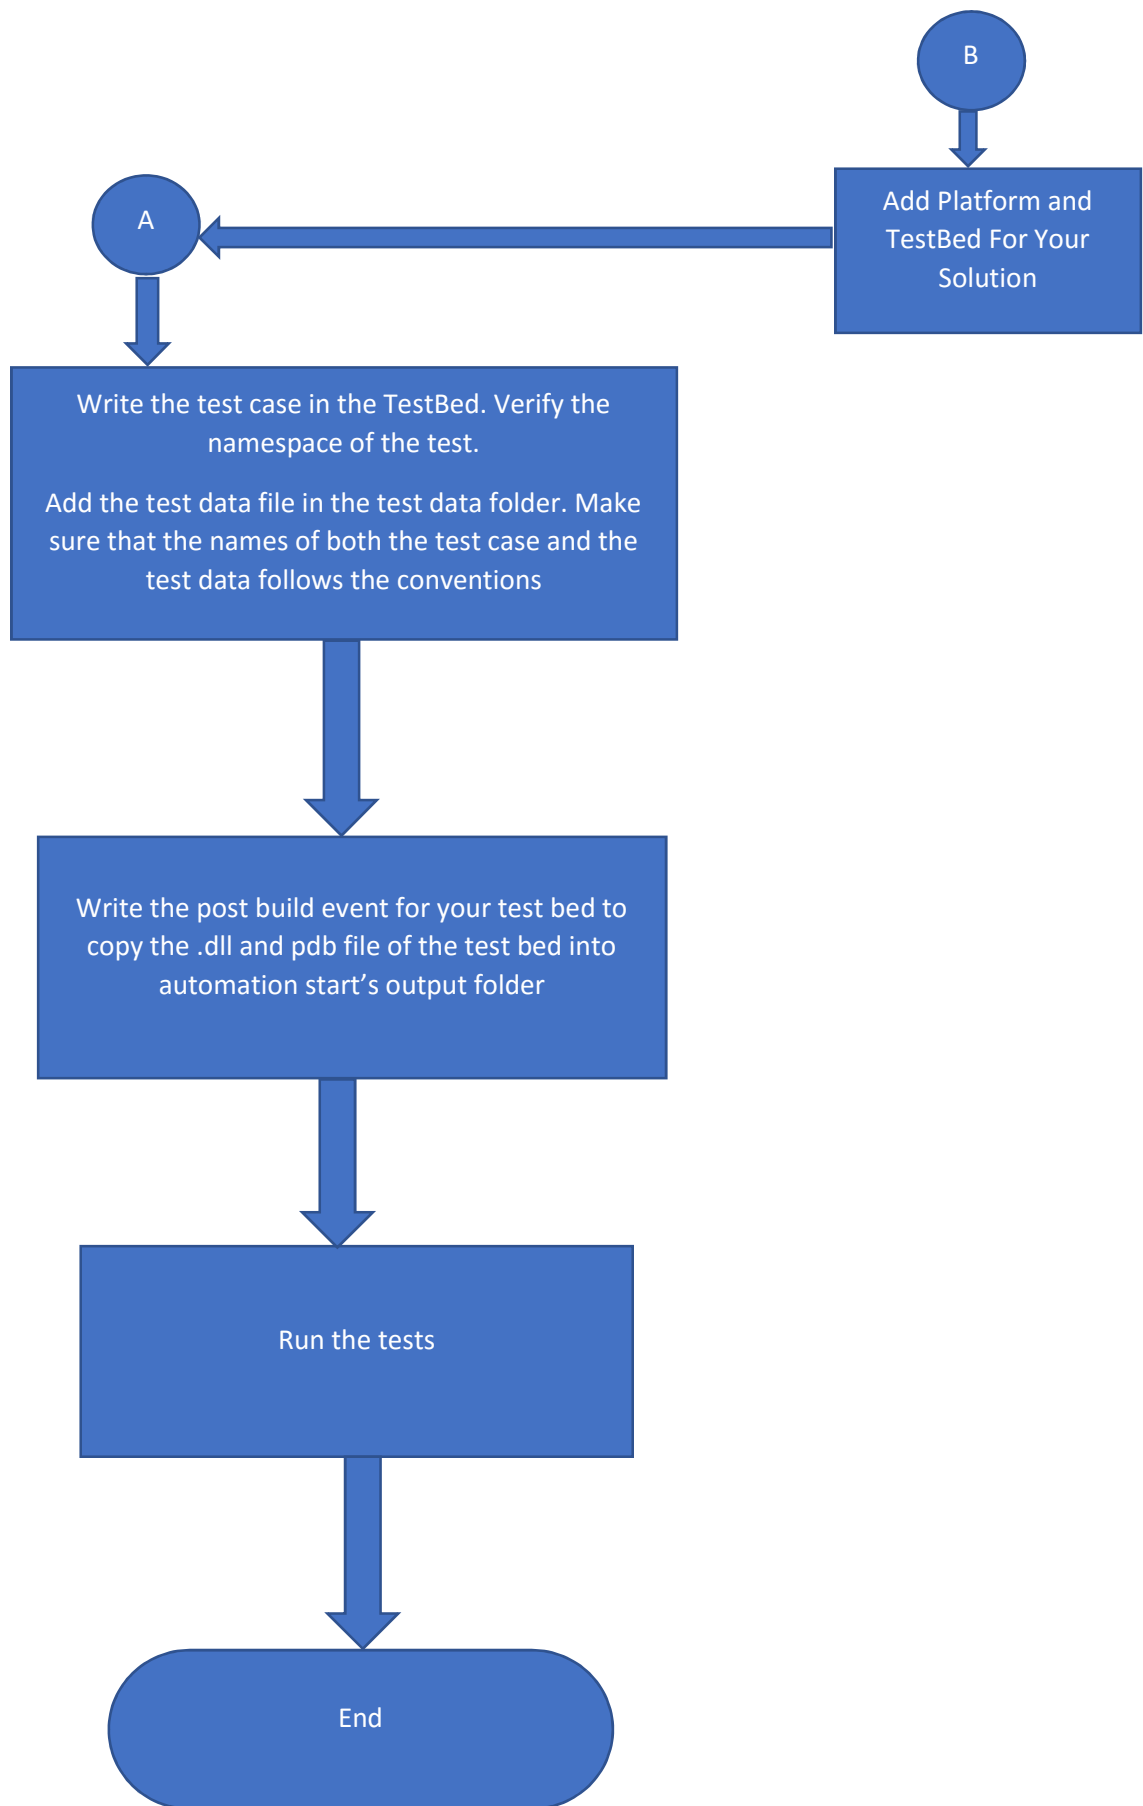 B
Add Platform and
TestBed For Your
Solution
A
Write the test case in the TestBed. Verify the
namespace of the test.
Add the test data file in the test data folder. Make
sure that the names of both the test case and the
test data follows the conventions
Write the post build event for your test bed to
copy the .dll and pdb file of the test bed into
automation start’s output folder
Run the tests
End